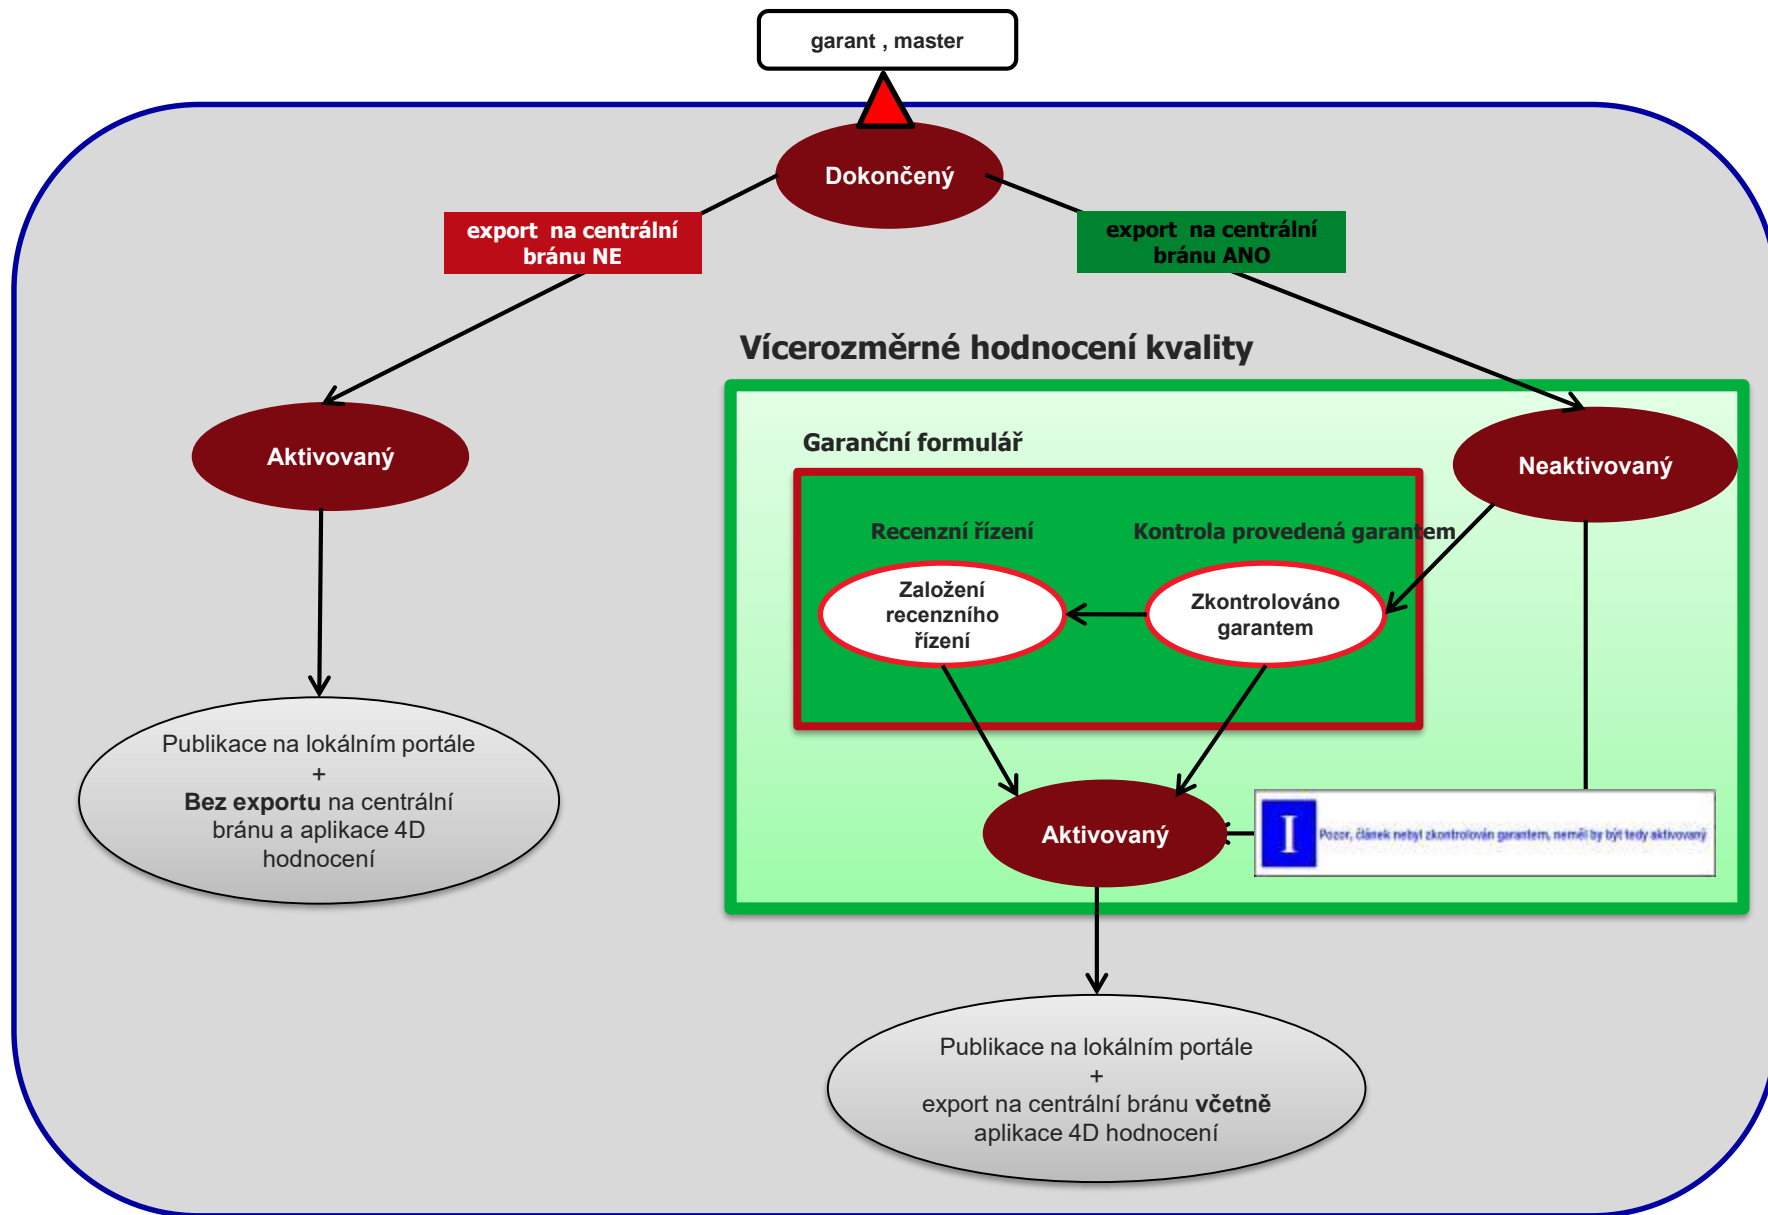 garant , master
Dokončený
export na centrální
bránu NE
export na centrální
bránu ANO
Vícerozměrné hodnocení kvality
Aktivovaný
Garanční formulář
Neaktivovaný
Recenzní řízení
Kontrola provedená garantem
Založení
recenzního
řízení
Zkontrolováno
garantem
Publikace na lokálním portále
+
Bez exportu na centrální
bránu a aplikace 4D
hodnocení
Aktivovaný
I
Pozor, článek nebyl zkontrolován garantem, neměl by být tedy aktivovaný
Publikace na lokálním portále
+
export na centrální bránu včetně
aplikace 4D hodnocení